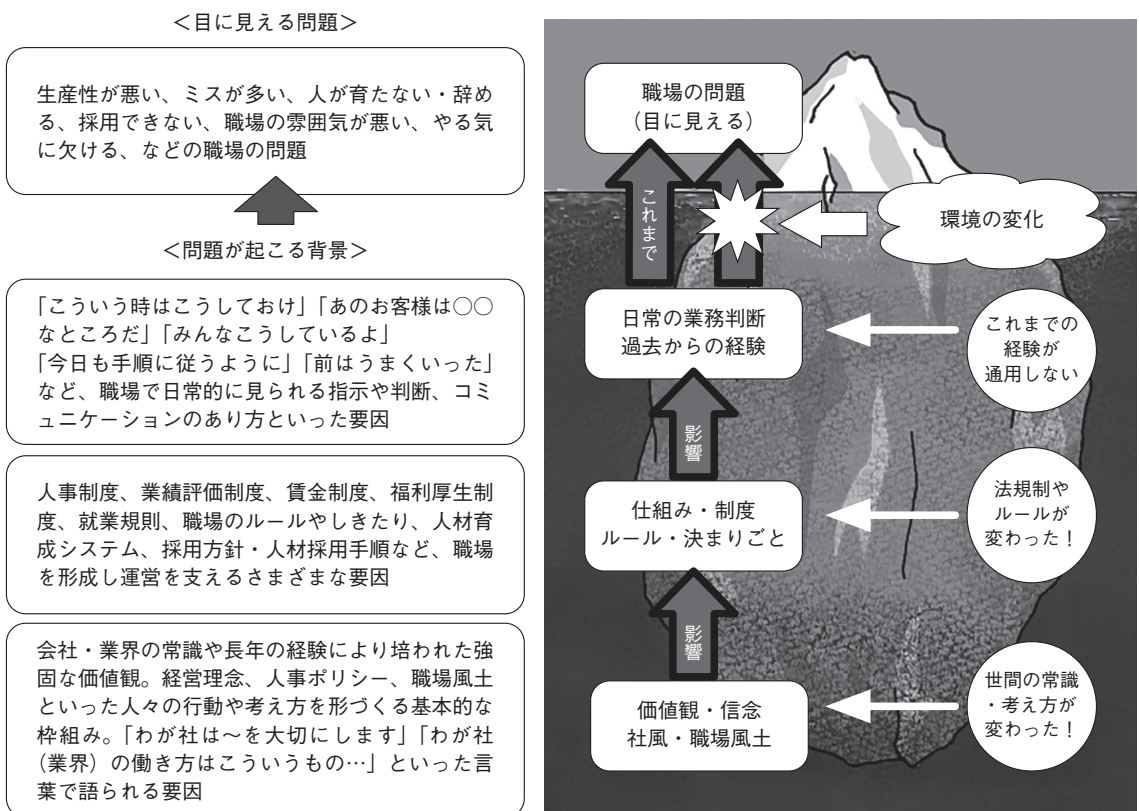 ＜目に見える問題＞
生産性が悪い、ミスが多い、人が育たない・辞め
る、採用できない、職場の雰囲気が悪い、やる気
に欠ける、などの職場の問題
＜問題が起こる背景＞
「こういう時はこうしておけ」「あのお客様は○○
なところだ」「みんなこうしているよ」
「今日も手順に従うように」「前はうまくいった」
など、職場で日常的に見られる指示や判断、コミ
ュニケーションのあり方といった要因
人事制度、業績評価制度、賃金制度、福利厚生制
度、就業規則、職場のルールやしきたり、人材育
成システム、採用方針・人材採用手順など、職場
を形成し運営を支えるさまざまな要因
会社・業界の常識や長年の経験により培われた強
固な価値観。経営理念、人事ポリシー、職場風土
といった人々の行動や考え方を形づくる基本的な
枠組み。「わが社は～を大切にします」「わが社
（業界）の働き方はこういうもの…」といった言
葉で語られる要因
職場の問題
（目に見える）
これまで
環境の変化
日常の業務判断
過去からの経験
これまでの
経験が
通用しない
影響
仕組み・制度
ルール・決まりごと
法規制や
ルールが
変わった！
影響
価値観・信念
社風・職場風土
世間の常識
・考え方が
変わった！